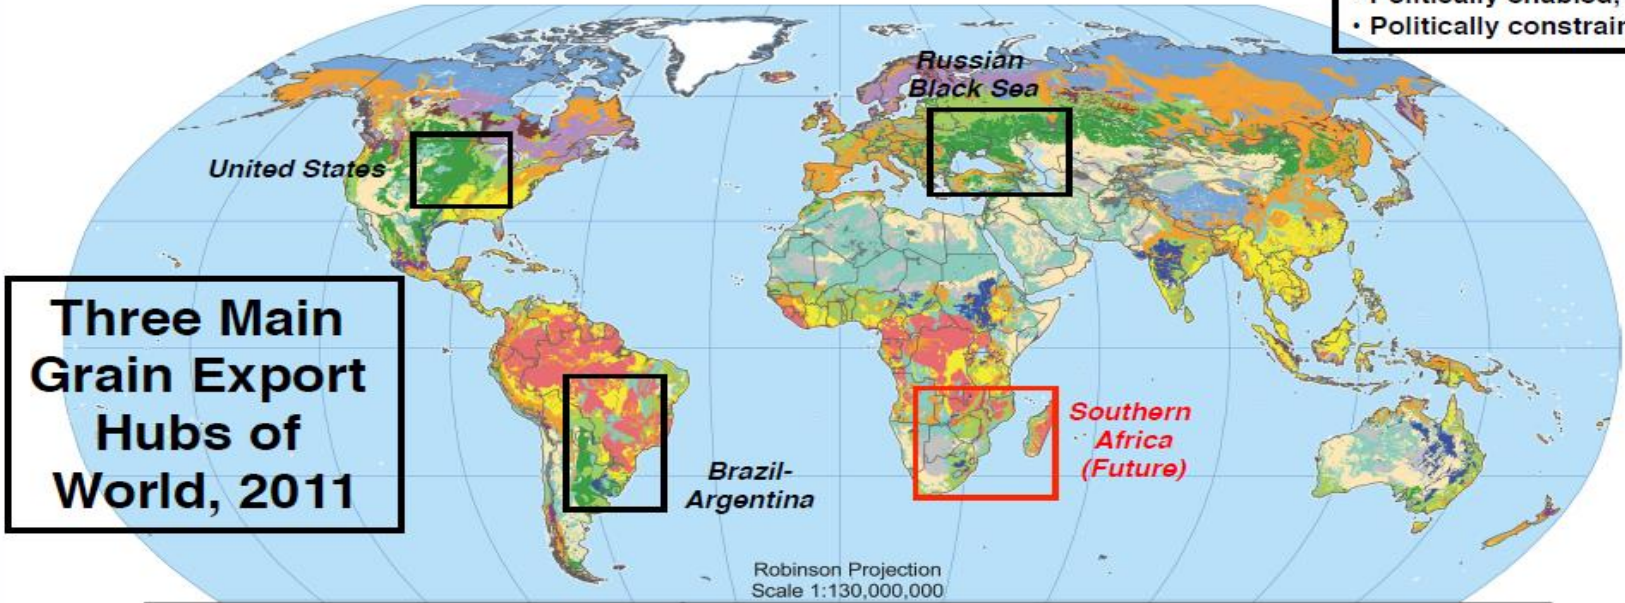 • Politically constrain
Russian
Black Sea
United States
Three Main
Grain Export
Hubs of
World, 2011
Southern
Africa
(Future)
Brazil-
Argentina
Robinson Projection
Scale 1:130,000,000